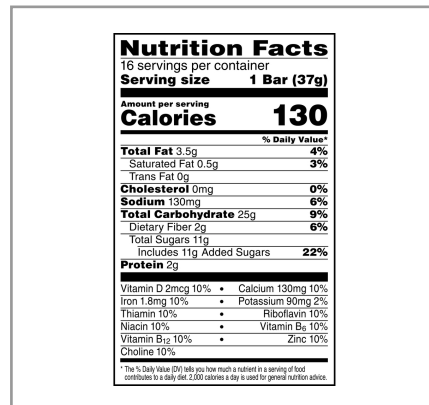 Nutrition Facts
16 servings per container
Serving size 1 Bar (37g)
Amount per serving
Calories 130
% Daily Value*
Total Fat 3.5g 4%
Saturated Fat 0.5g 3%
Trans Fat 0g
Cholesterol 0mg 0%
Sodium 130mg 6%
Total Carbohydrate 25g 9%
Dietary Fiber 2g 6%
Total Sugars 11g
Includes 11g Added Sugars 22%
Protein 2g
Vitamin D 2mcg 10% • Calcium 130mg 10%
Iron 1.8mg 10% • Potassium 90mg 2%
Thiamin 10% • Riboflavin 10%
Niacin 10% • Vitamin B6 10%
Vitamin B12 10% • Zinc 10%
Choline 10%
* The % Daily Value (DV) tells you how much a nutrient in a serving of food
contributes to a daily diet. 2,000 calories a day is used for general nutrition advice.